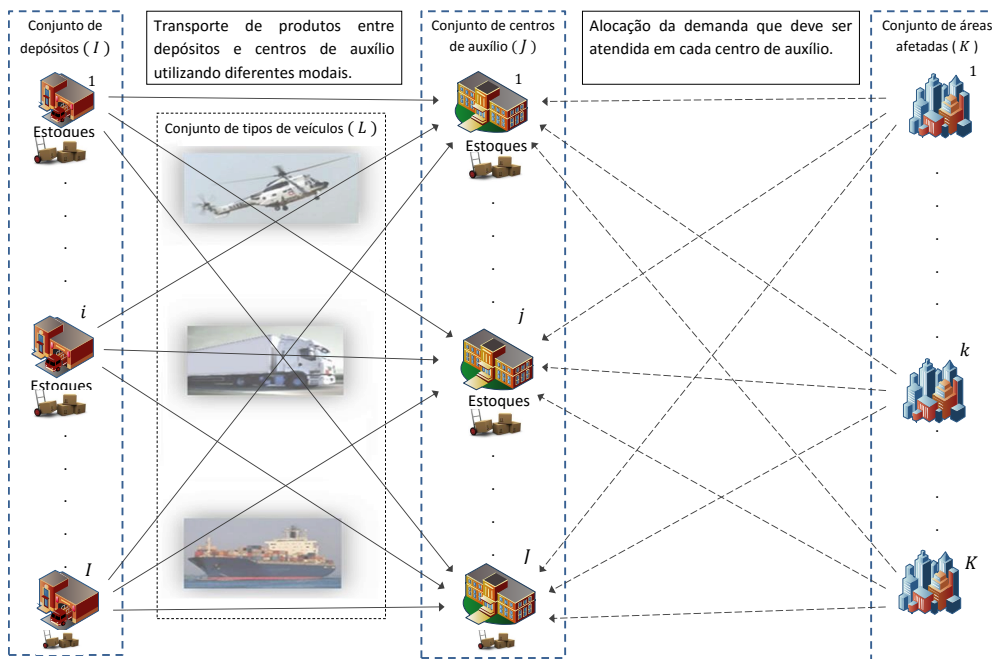 Conjunto de
depósitos ( I )
Transporte de produtos entre
depósitos e centros de auxílio
utilizando diferentes modais.
Conjunto de centros
de auxílio ( J )
Alocação da demanda que deve ser
atendida em cada centro de auxílio.
Conjunto de áreas
afetadas ( K )
1
1
1
Estoques
Conjunto de tipos de veículos ( L )
Estoques
i
j
k
Estoques
Estoques
I
J
K